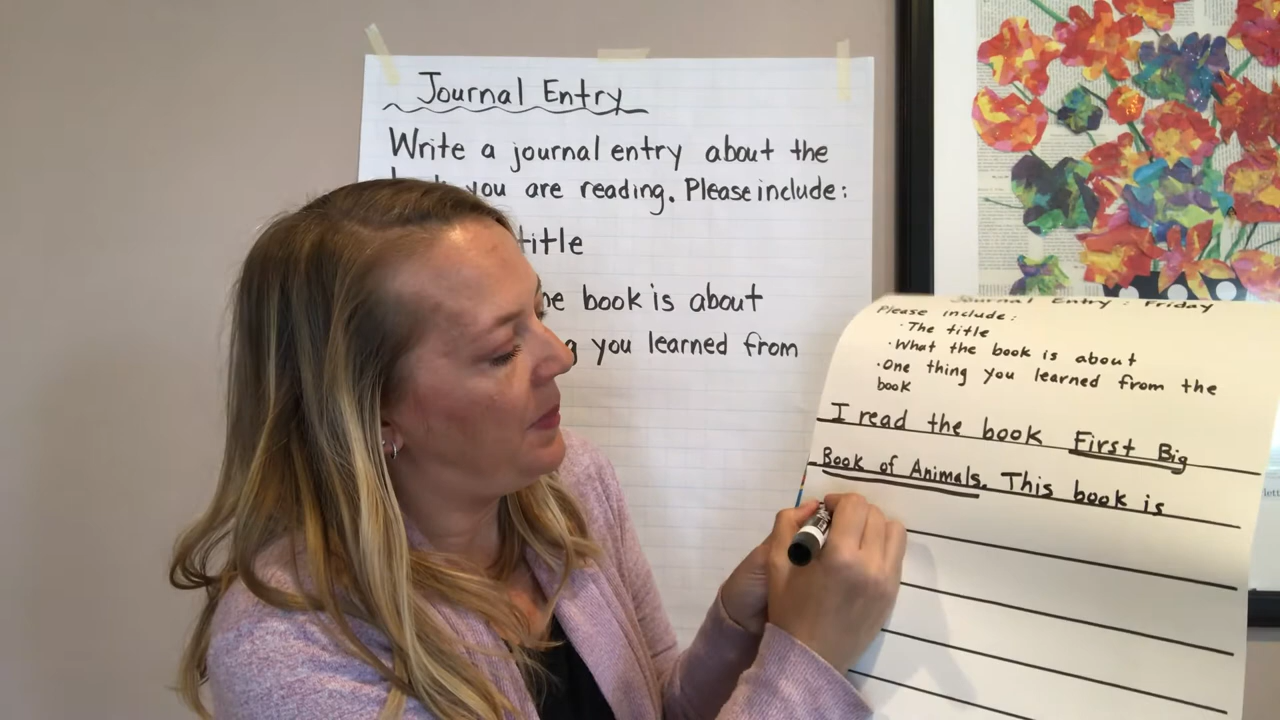 Journal Entry
Write a journal entry about the
you are reading. Please include:
title
book is about
you learned from
Journal Entry: Friday
Please include:
· The title
· What the book is about
· One thing you learned from the
book
I read the book First Big
Book of Animals. This book is